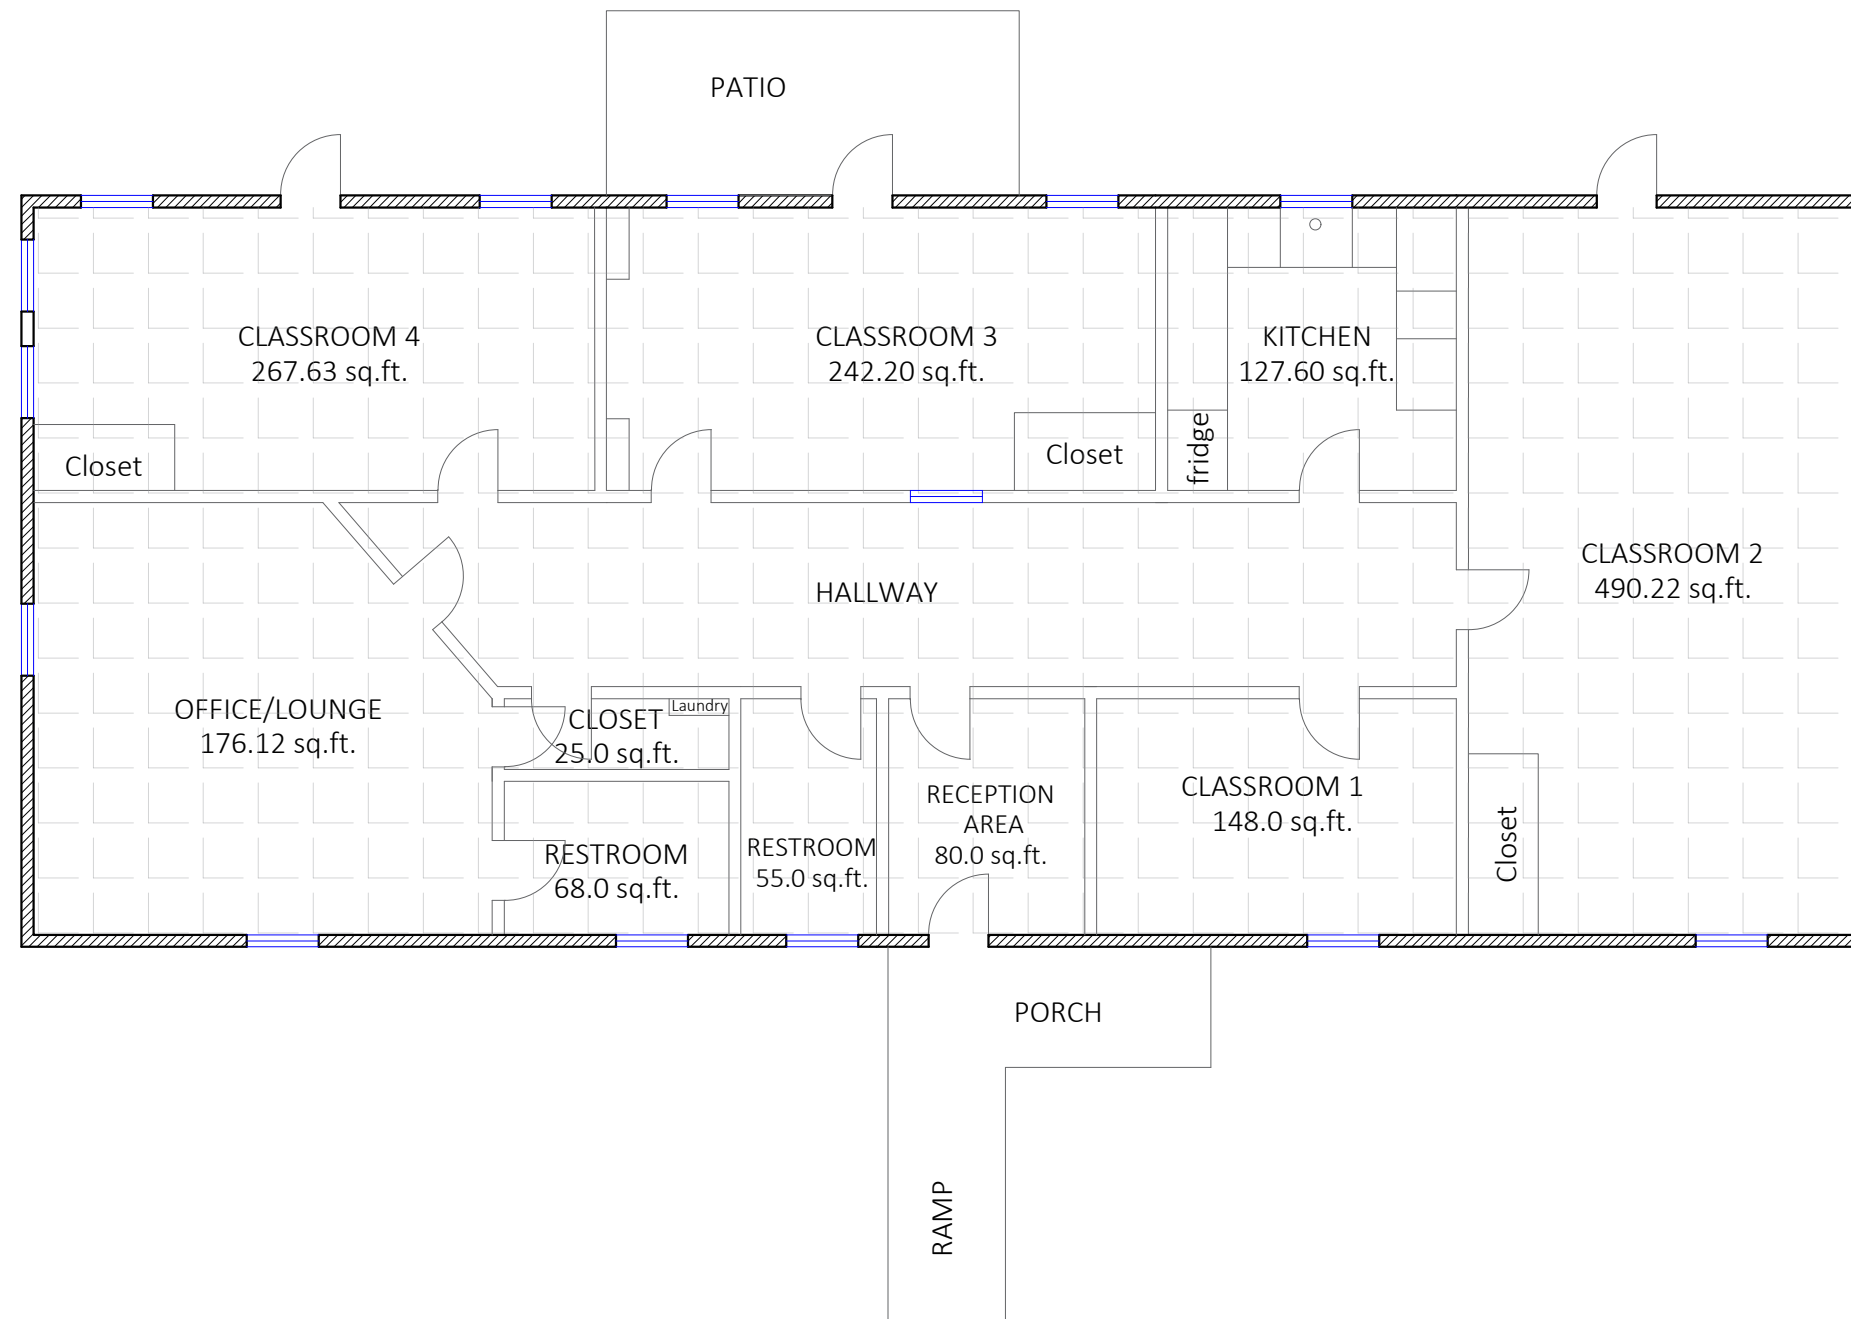 PATIO
CLASSROOM 4
267.63 sq.ft.
CLASSROOM 3
242.20 sq.ft.
KITCHEN
127.60 sq.ft.
Closet
Closet
fridge
CLASSROOM 2
490.22 sq.ft.
HALLWAY
OFFICE/LOUNGE
176.12 sq.ft.
Laundry
CLOSET
25.0 sq.ft.
RESTROOM
68.0 sq.ft.
RESTROOM
55.0 sq.ft.
RECEPTION
AREA
80.0 sq.ft.
CLASSROOM 1
148.0 sq.ft.
Closet
PORCH
RAMP